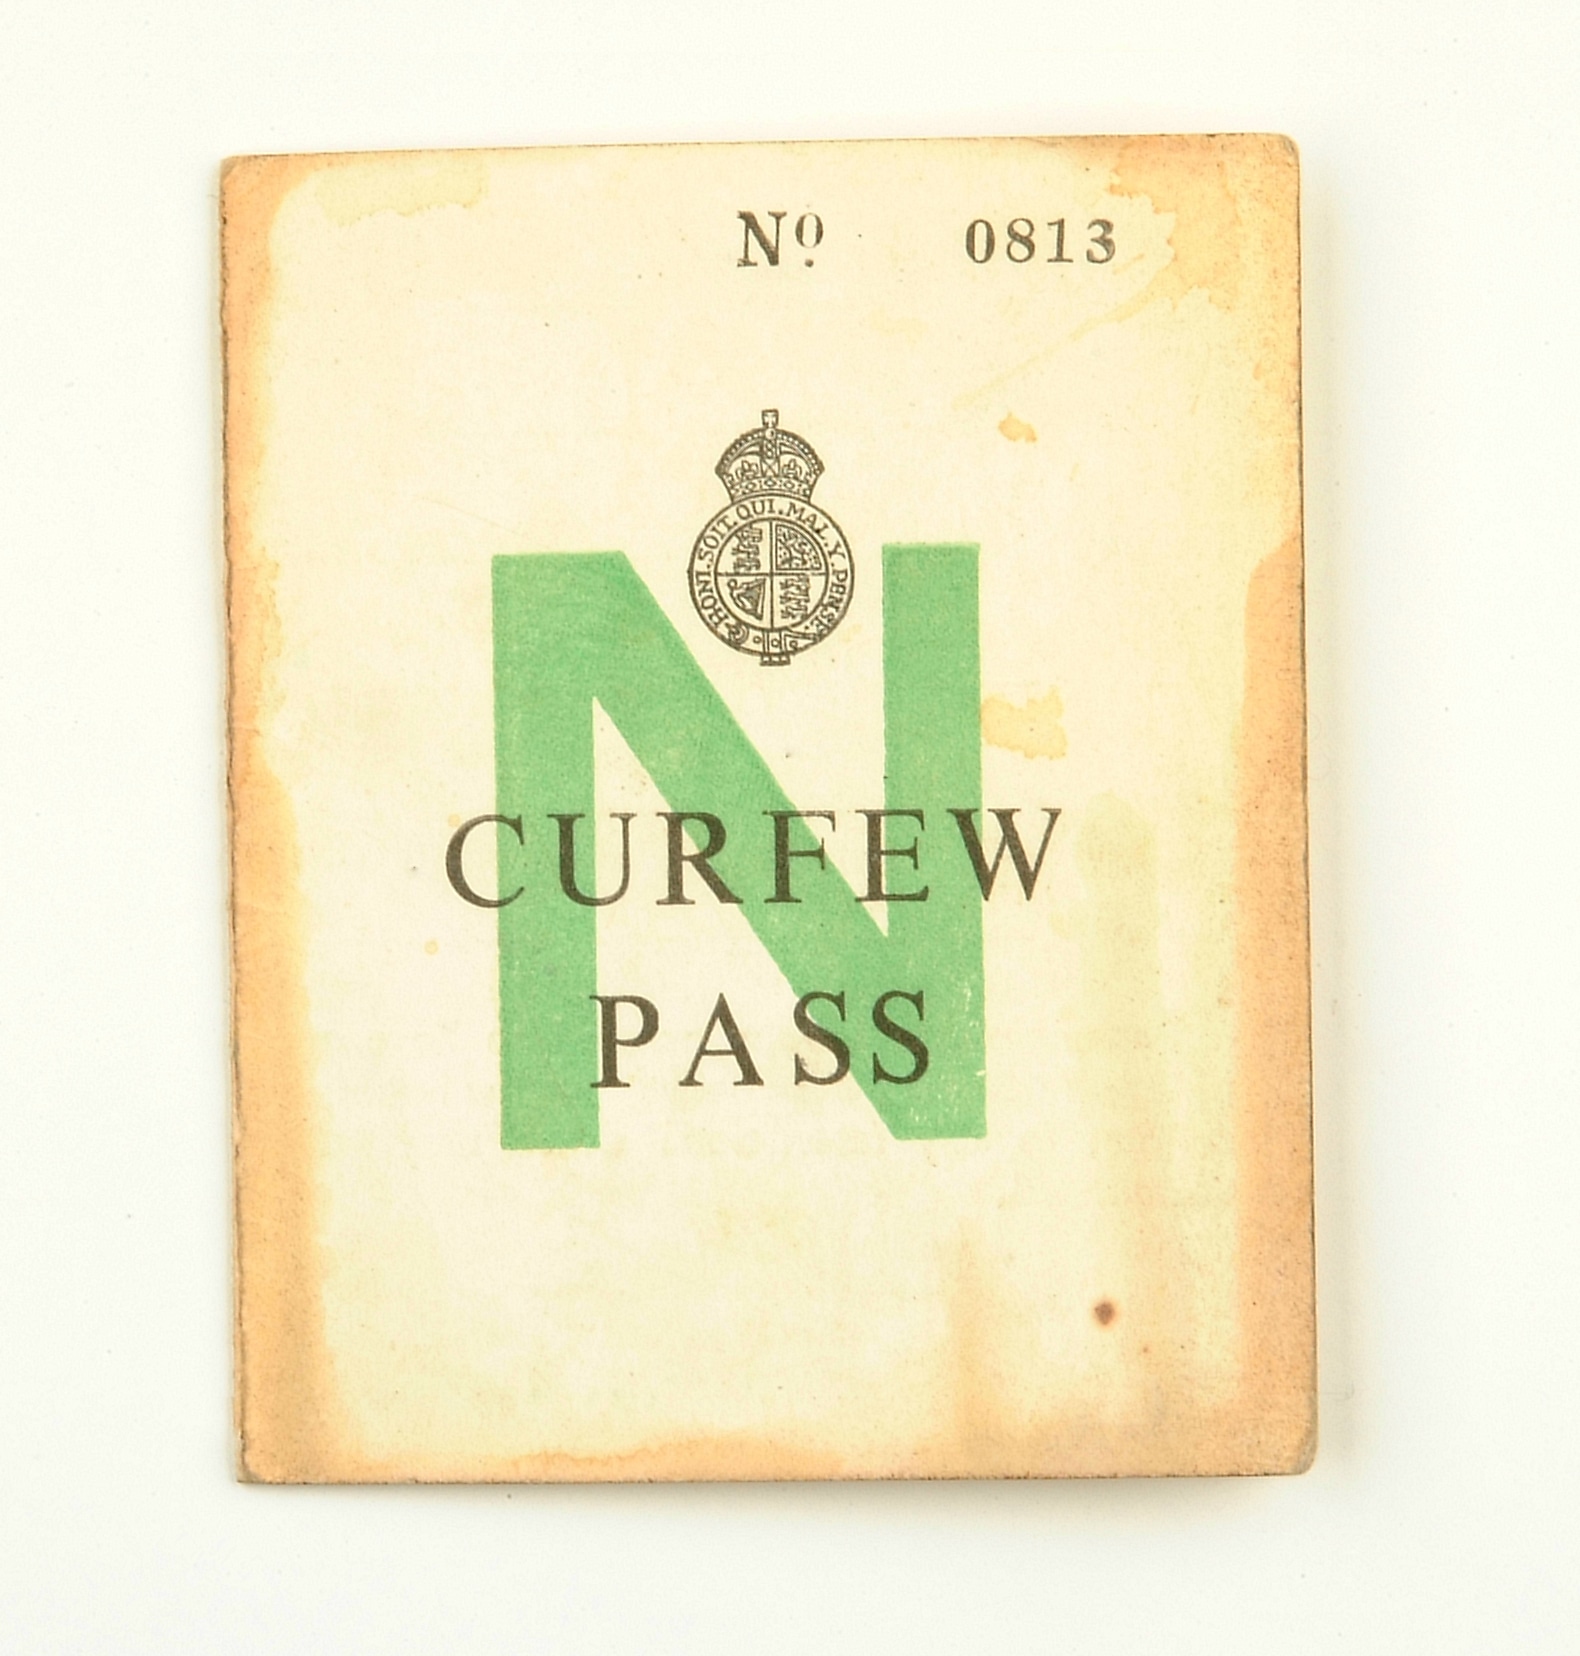 Nº 0813
HONI.SOIT.QUI.MAL.Y.PENSE.
N
CURFEW
PASS